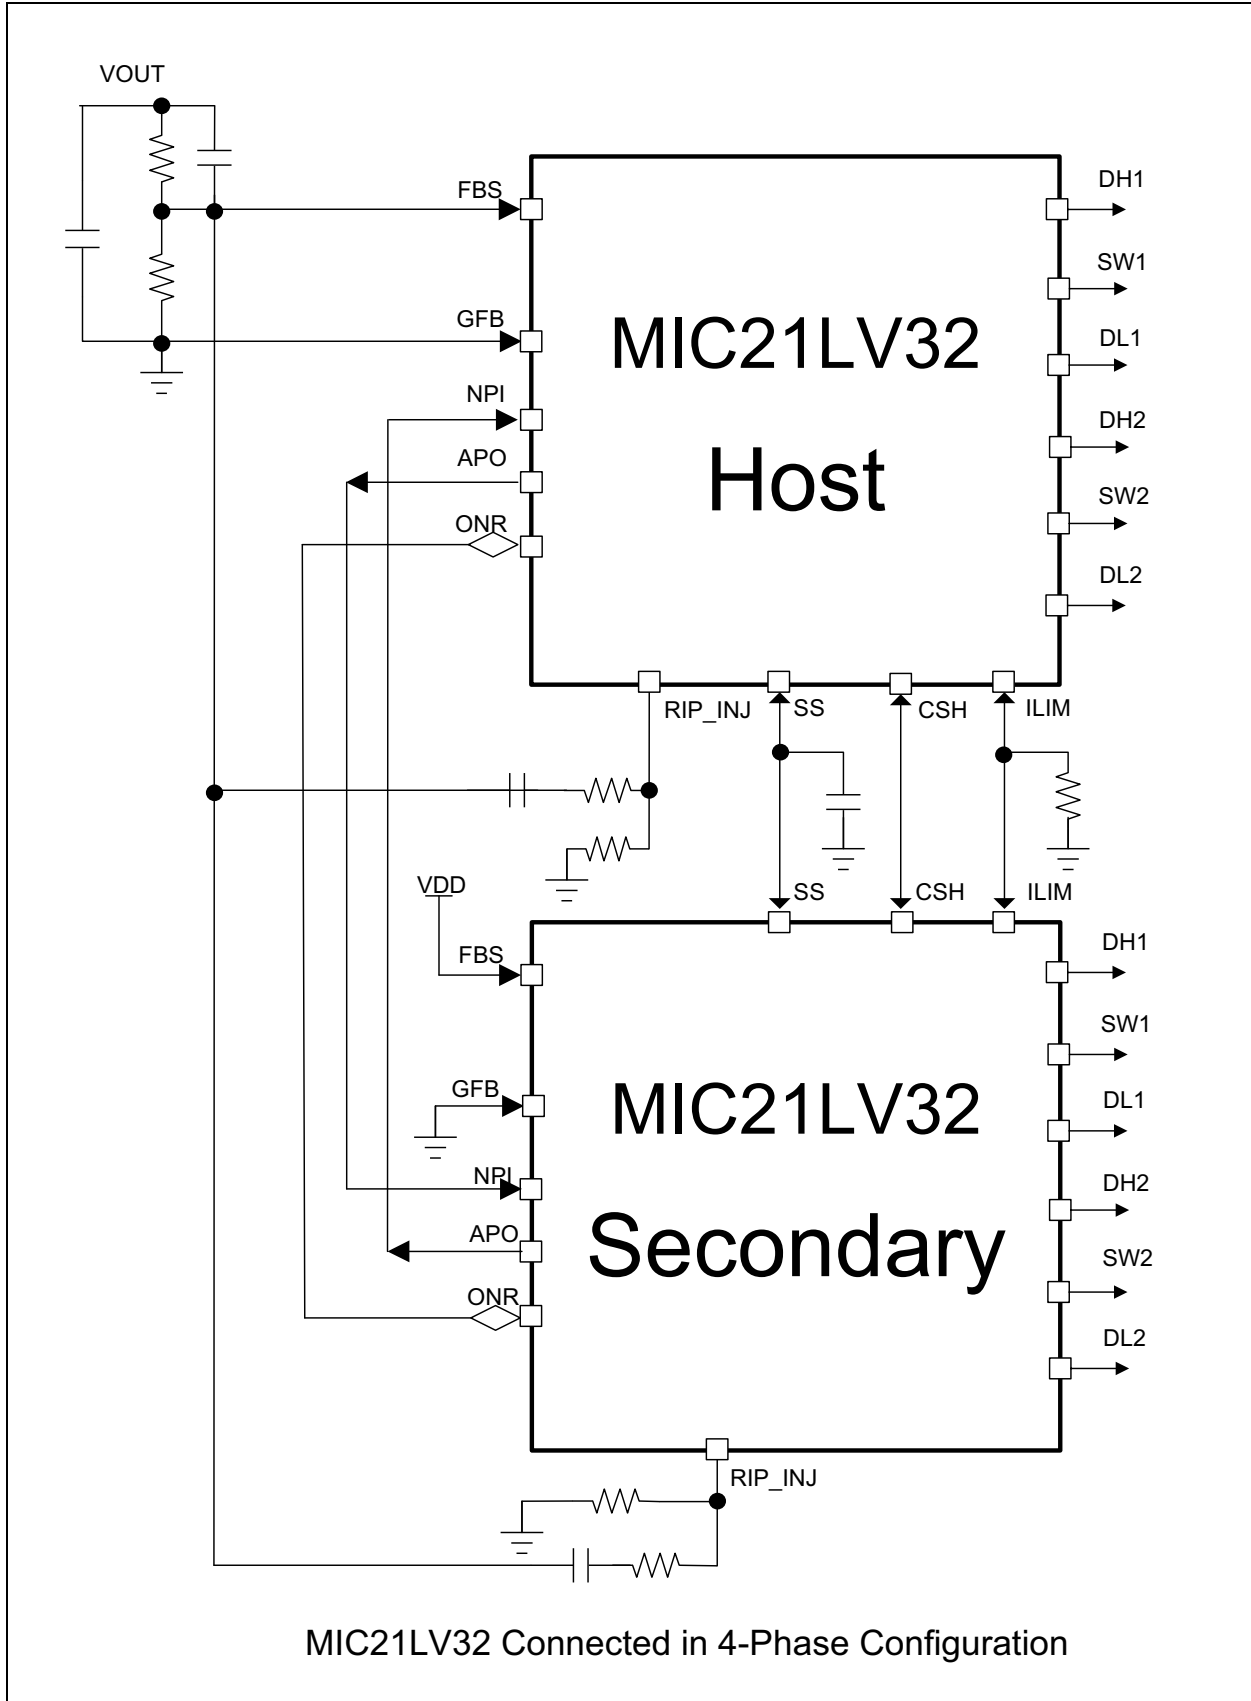 VOUT
FBS
GFB
NPI
APO
ONR
MIC21LV32
Host
DH1
SW1
DL1
DH2
SW2
DL2
RIP_INJ
SS
CSH
ILIM
SS
CSH
ILIM
VDD
FBS
GFB
NPI
APO
ONR
MIC21LV32
Secondary
DH1
SW1
DL1
DH2
SW2
DL2
RIP_INJ
MIC21LV32 Connected in 4-Phase Configuration